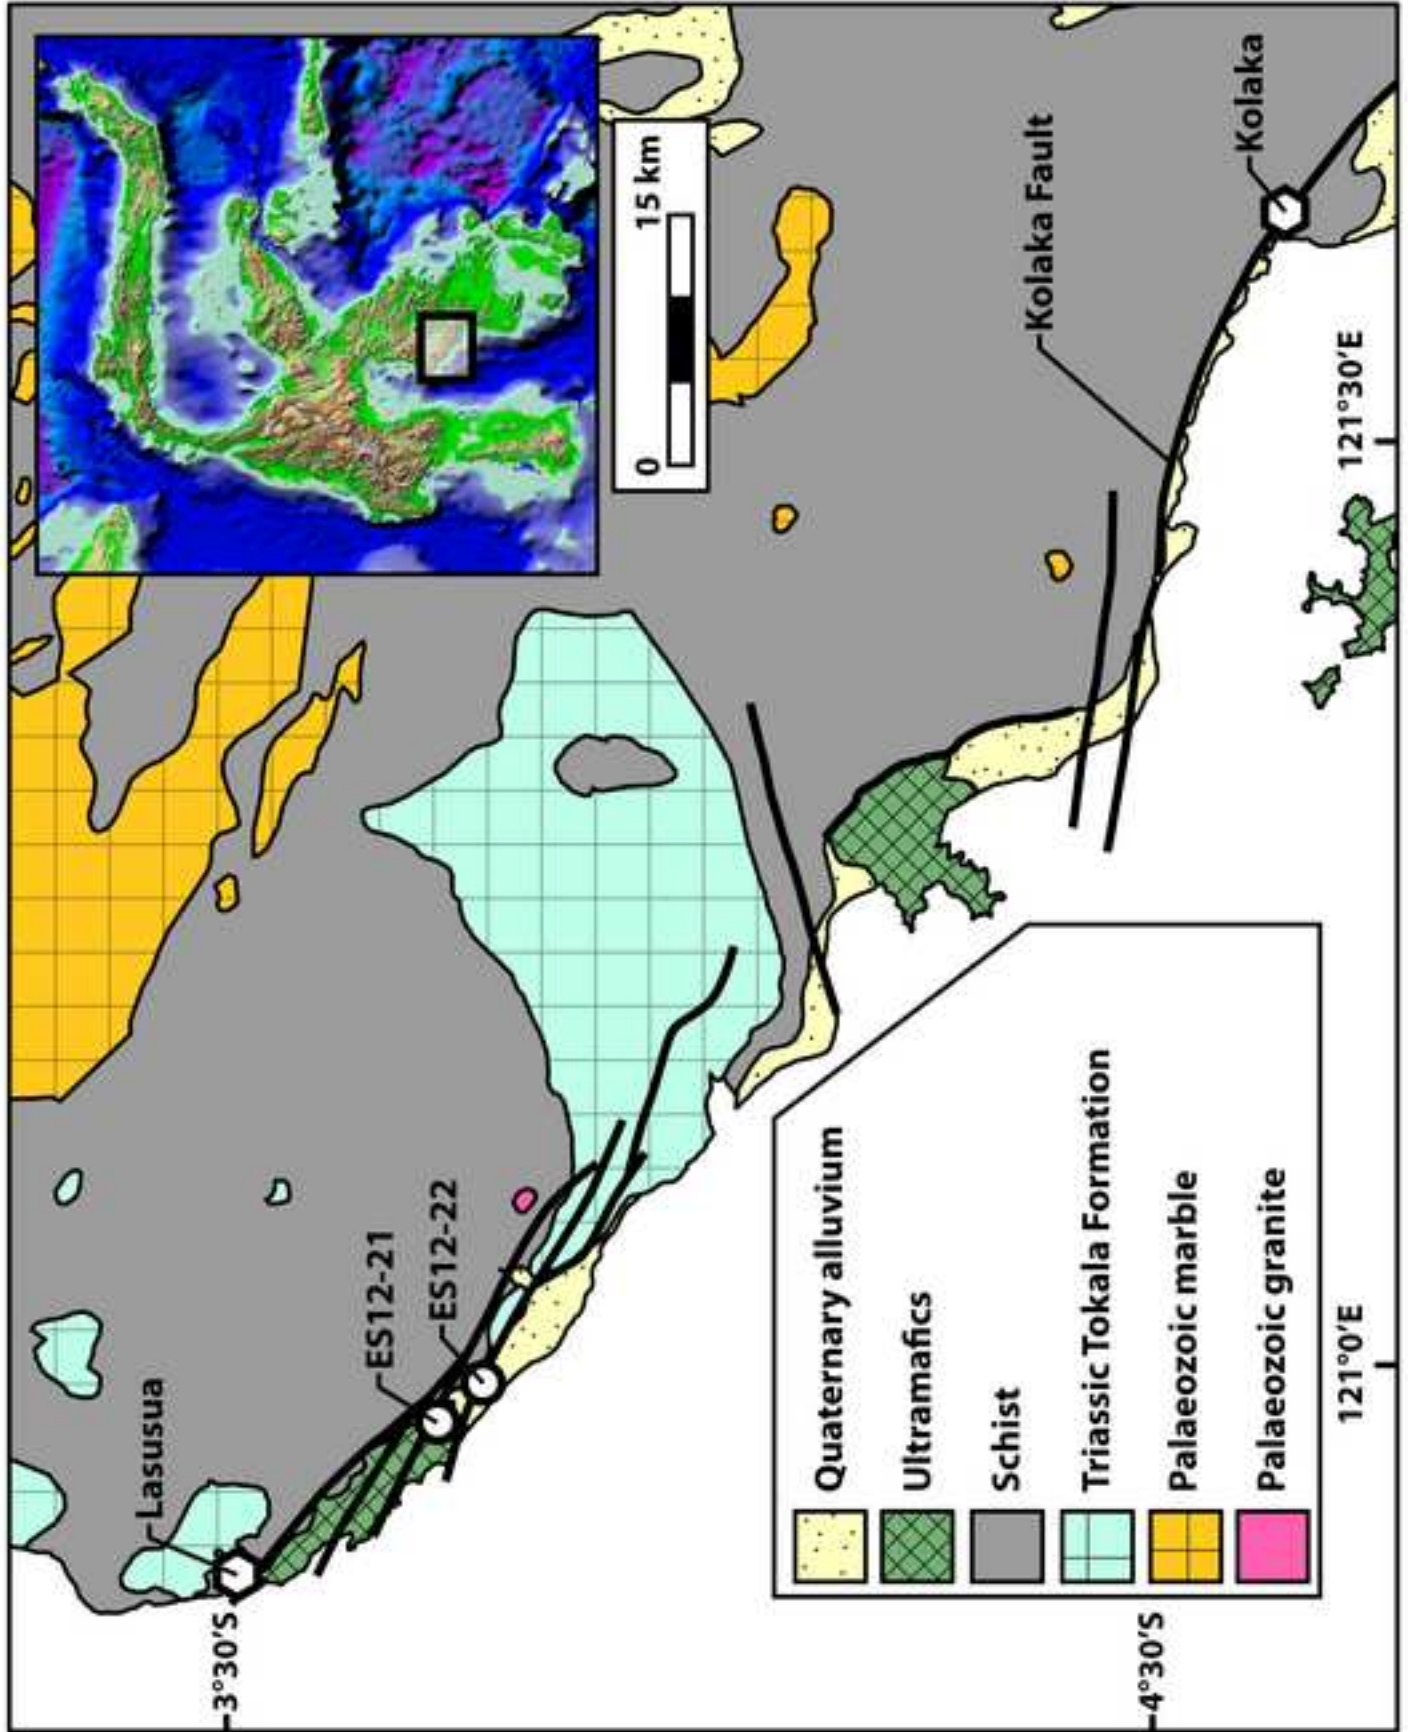 Lasusua
ES12-21
ES12-22
Kolaka Fault
Kolaka
0
15 km
3°30'S
4°30'S
121°0'E
121°30'E
Quaternary alluvium
Ultramafics
Schist
Triassic Tokala Formation
Palaeozoic marble
Palaeozoic granite